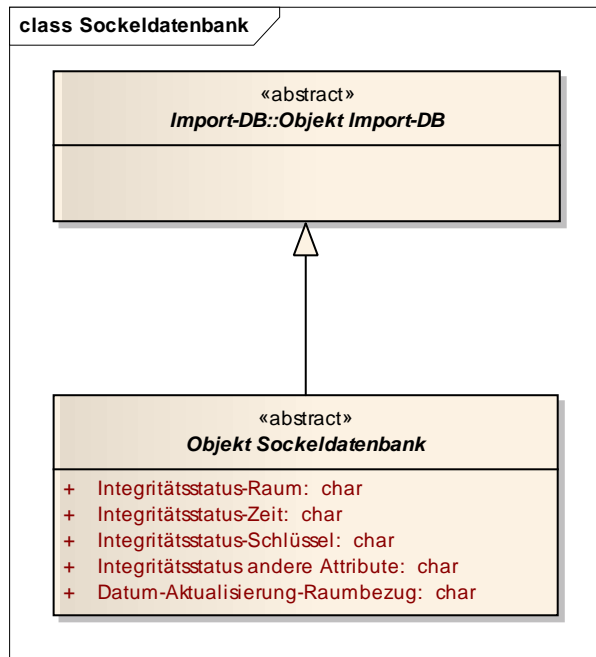 class Sockeldatenbank
«abstract»
Import-DB::Objekt Import-DB
«abstract»
Objekt Sockeldatenbank
+ Integritätsstatus-Raum: char
+ Integritätsstatus-Zeit: char
+ Integritätsstatus-Schlüssel: char
+ Integritätsstatus andere Attribute: char
+ Datum-Aktualisierung-Raumbezug: char